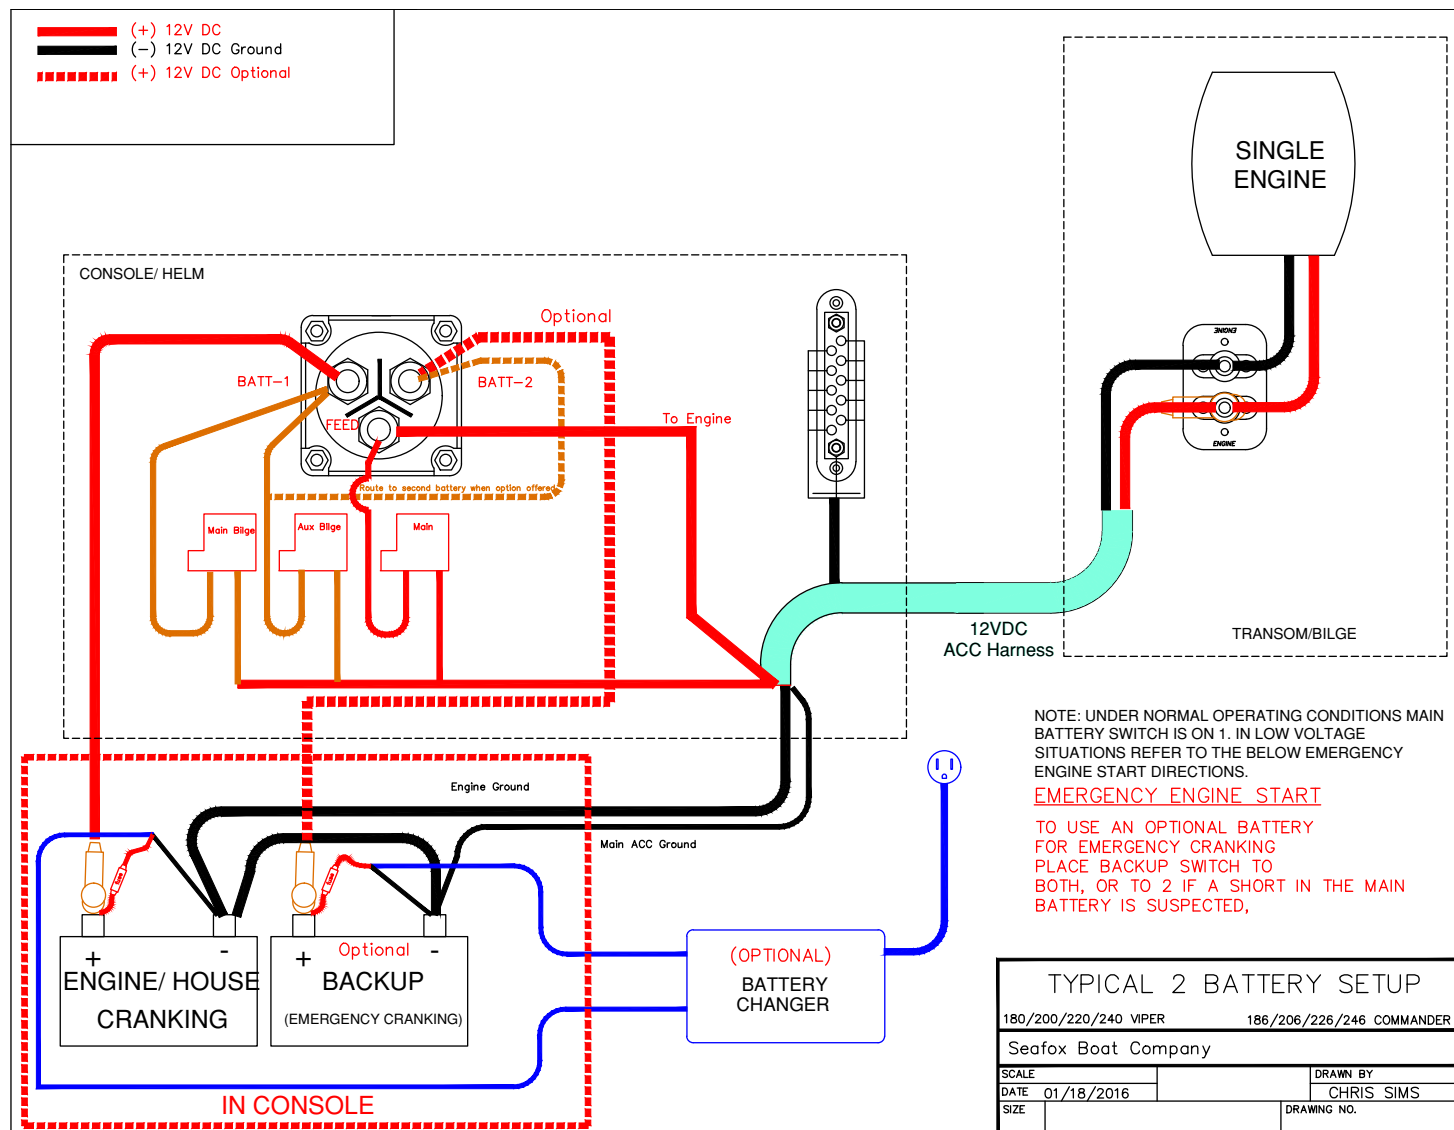 (+) 12V DC
(-) 12V DC Ground
(+) 12V DC Optional
SINGLE
ENGINE
CONSOLE/ HELM
Optional
BATT-1
BATT-2
FEED
To Engine
ENGINE
ENGINE
Route to second battery when option offered
Main Bilge
Aux Bilge
Main
12VDC
ACC Harness
TRANSOM/BILGE
NOTE: UNDER NORMAL OPERATING CONDITIONS MAIN
BATTERY SWITCH IS ON 1. IN LOW VOLTAGE
SITUATIONS REFER TO THE BELOW EMERGENCY
ENGINE START DIRECTIONS.
EMERGENCY ENGINE START
TO USE AN OPTIONAL BATTERY
FOR EMERGENCY CRANKING
PLACE BACKUP SWITCH TO
BOTH, OR TO 2 IF A SHORT IN THE MAIN
BATTERY IS SUSPECTED,
Engine Ground
Main ACC Ground
fuse
fuse
+ -
ENGINE/ HOUSE
CRANKING
+ Optional -
BACKUP
(EMERGENCY CRANKING)
(OPTIONAL)
BATTERY
CHANGER
IN CONSOLE
TYPICAL 2 BATTERY SETUP
180/200/220/240 VIPER 186/206/226/246 COMMANDER
Seafox Boat Company
SCALE DRAWN BY
DATE 01/18/2016 CHRIS SIMS
SIZE DRAWING NO.